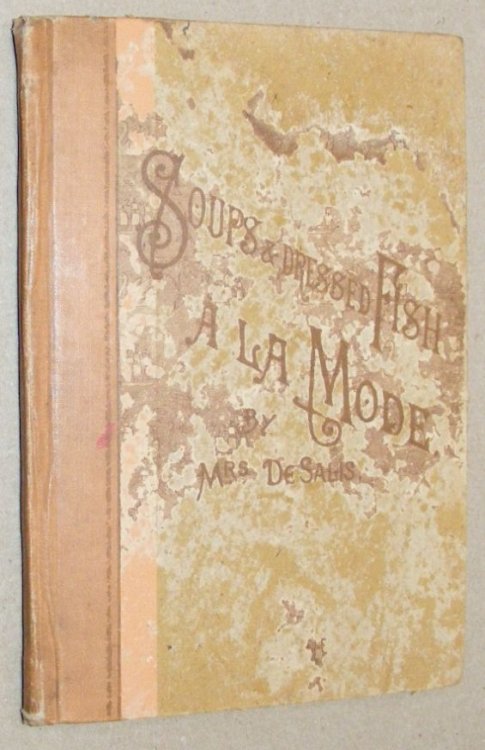 SOUPS & DRESSED FISH
A LA MODE
BY
MRS DE SALIS.